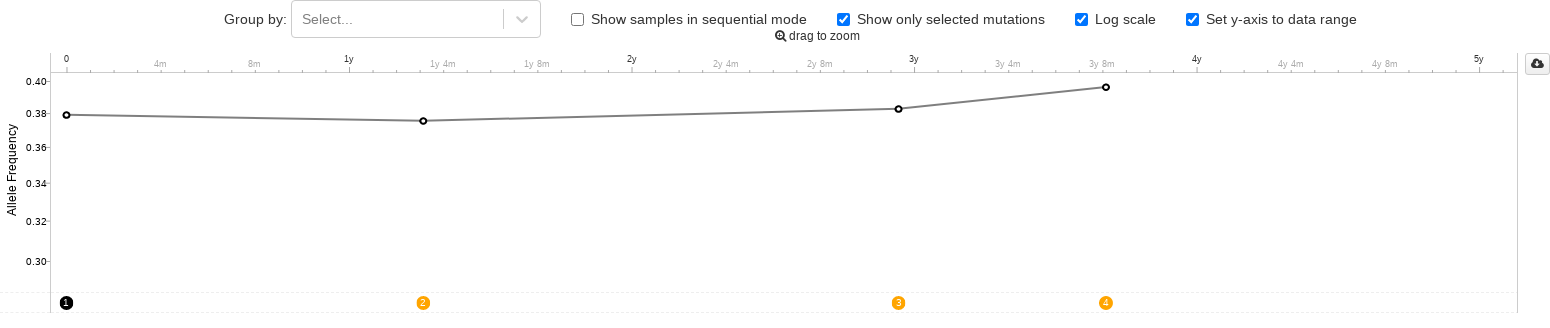 Group by: Select... Show samples in sequential mode Show only selected mutations Log scale Set y-axis to data range
drag to zoom
0 4m 8m 1y 1y 4m 1y 8m 2y 2y 4m 2y 8m 3y 3y 4m 3y 8m 4y 4y 4m 4y 8m 5y
Allele Frequency
0.40
0.38
0.36
0.34
0.32
0.30
1 2 3 4